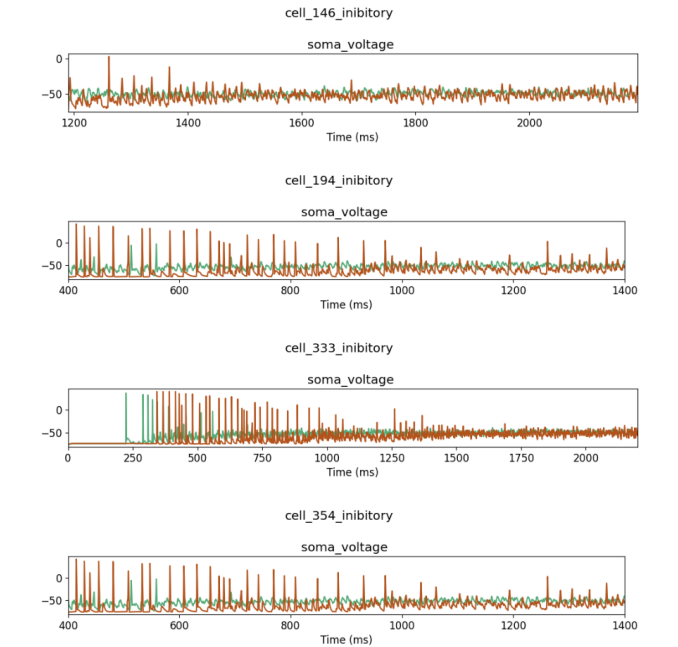 cell_146_inibitory
soma_voltage
0
−50
1200 1400 1600 1800 2000
Time (ms)
cell_194_inibitory
soma_voltage
0
−50
400 600 800 1000 1200 1400
Time (ms)
cell_333_inibitory
soma_voltage
0
−50
0 250 500 750 1000 1250 1500 1750 2000
Time (ms)
cell_354_inibitory
soma_voltage
0
−50
400 600 800 1000 1200 1400
Time (ms)